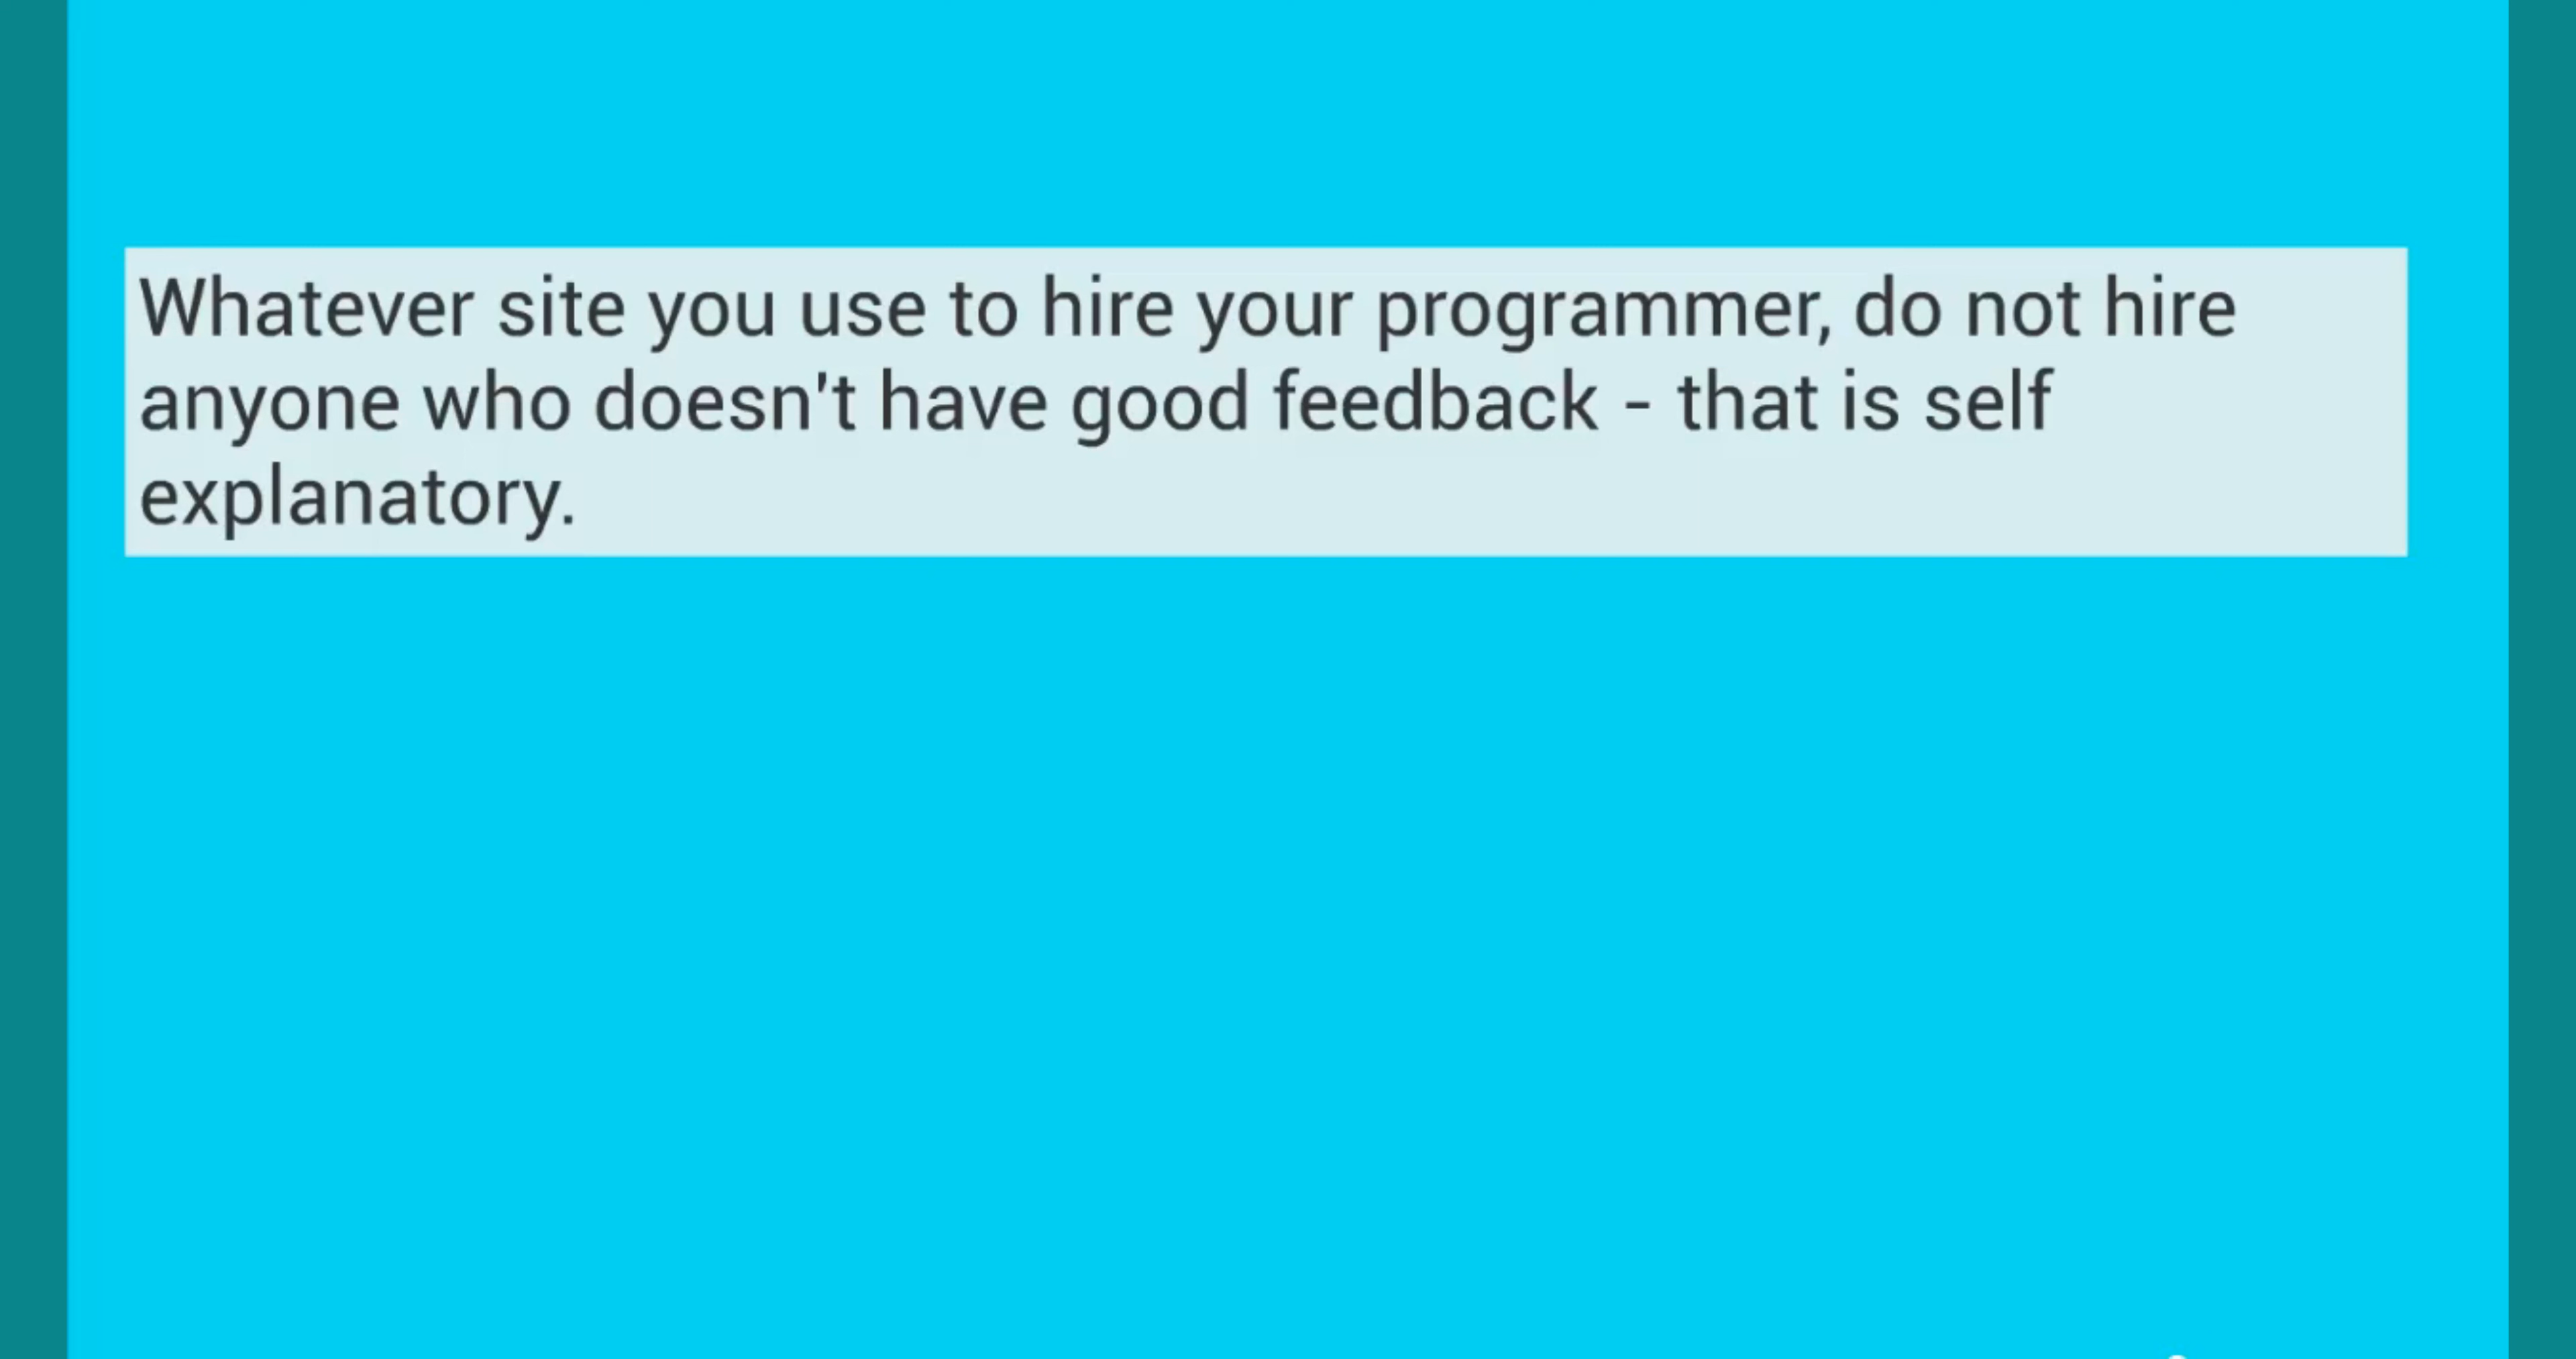 Whatever site you use to hire your programmer, do not hire
anyone who doesn't have good feedback - that is self
explanatory.